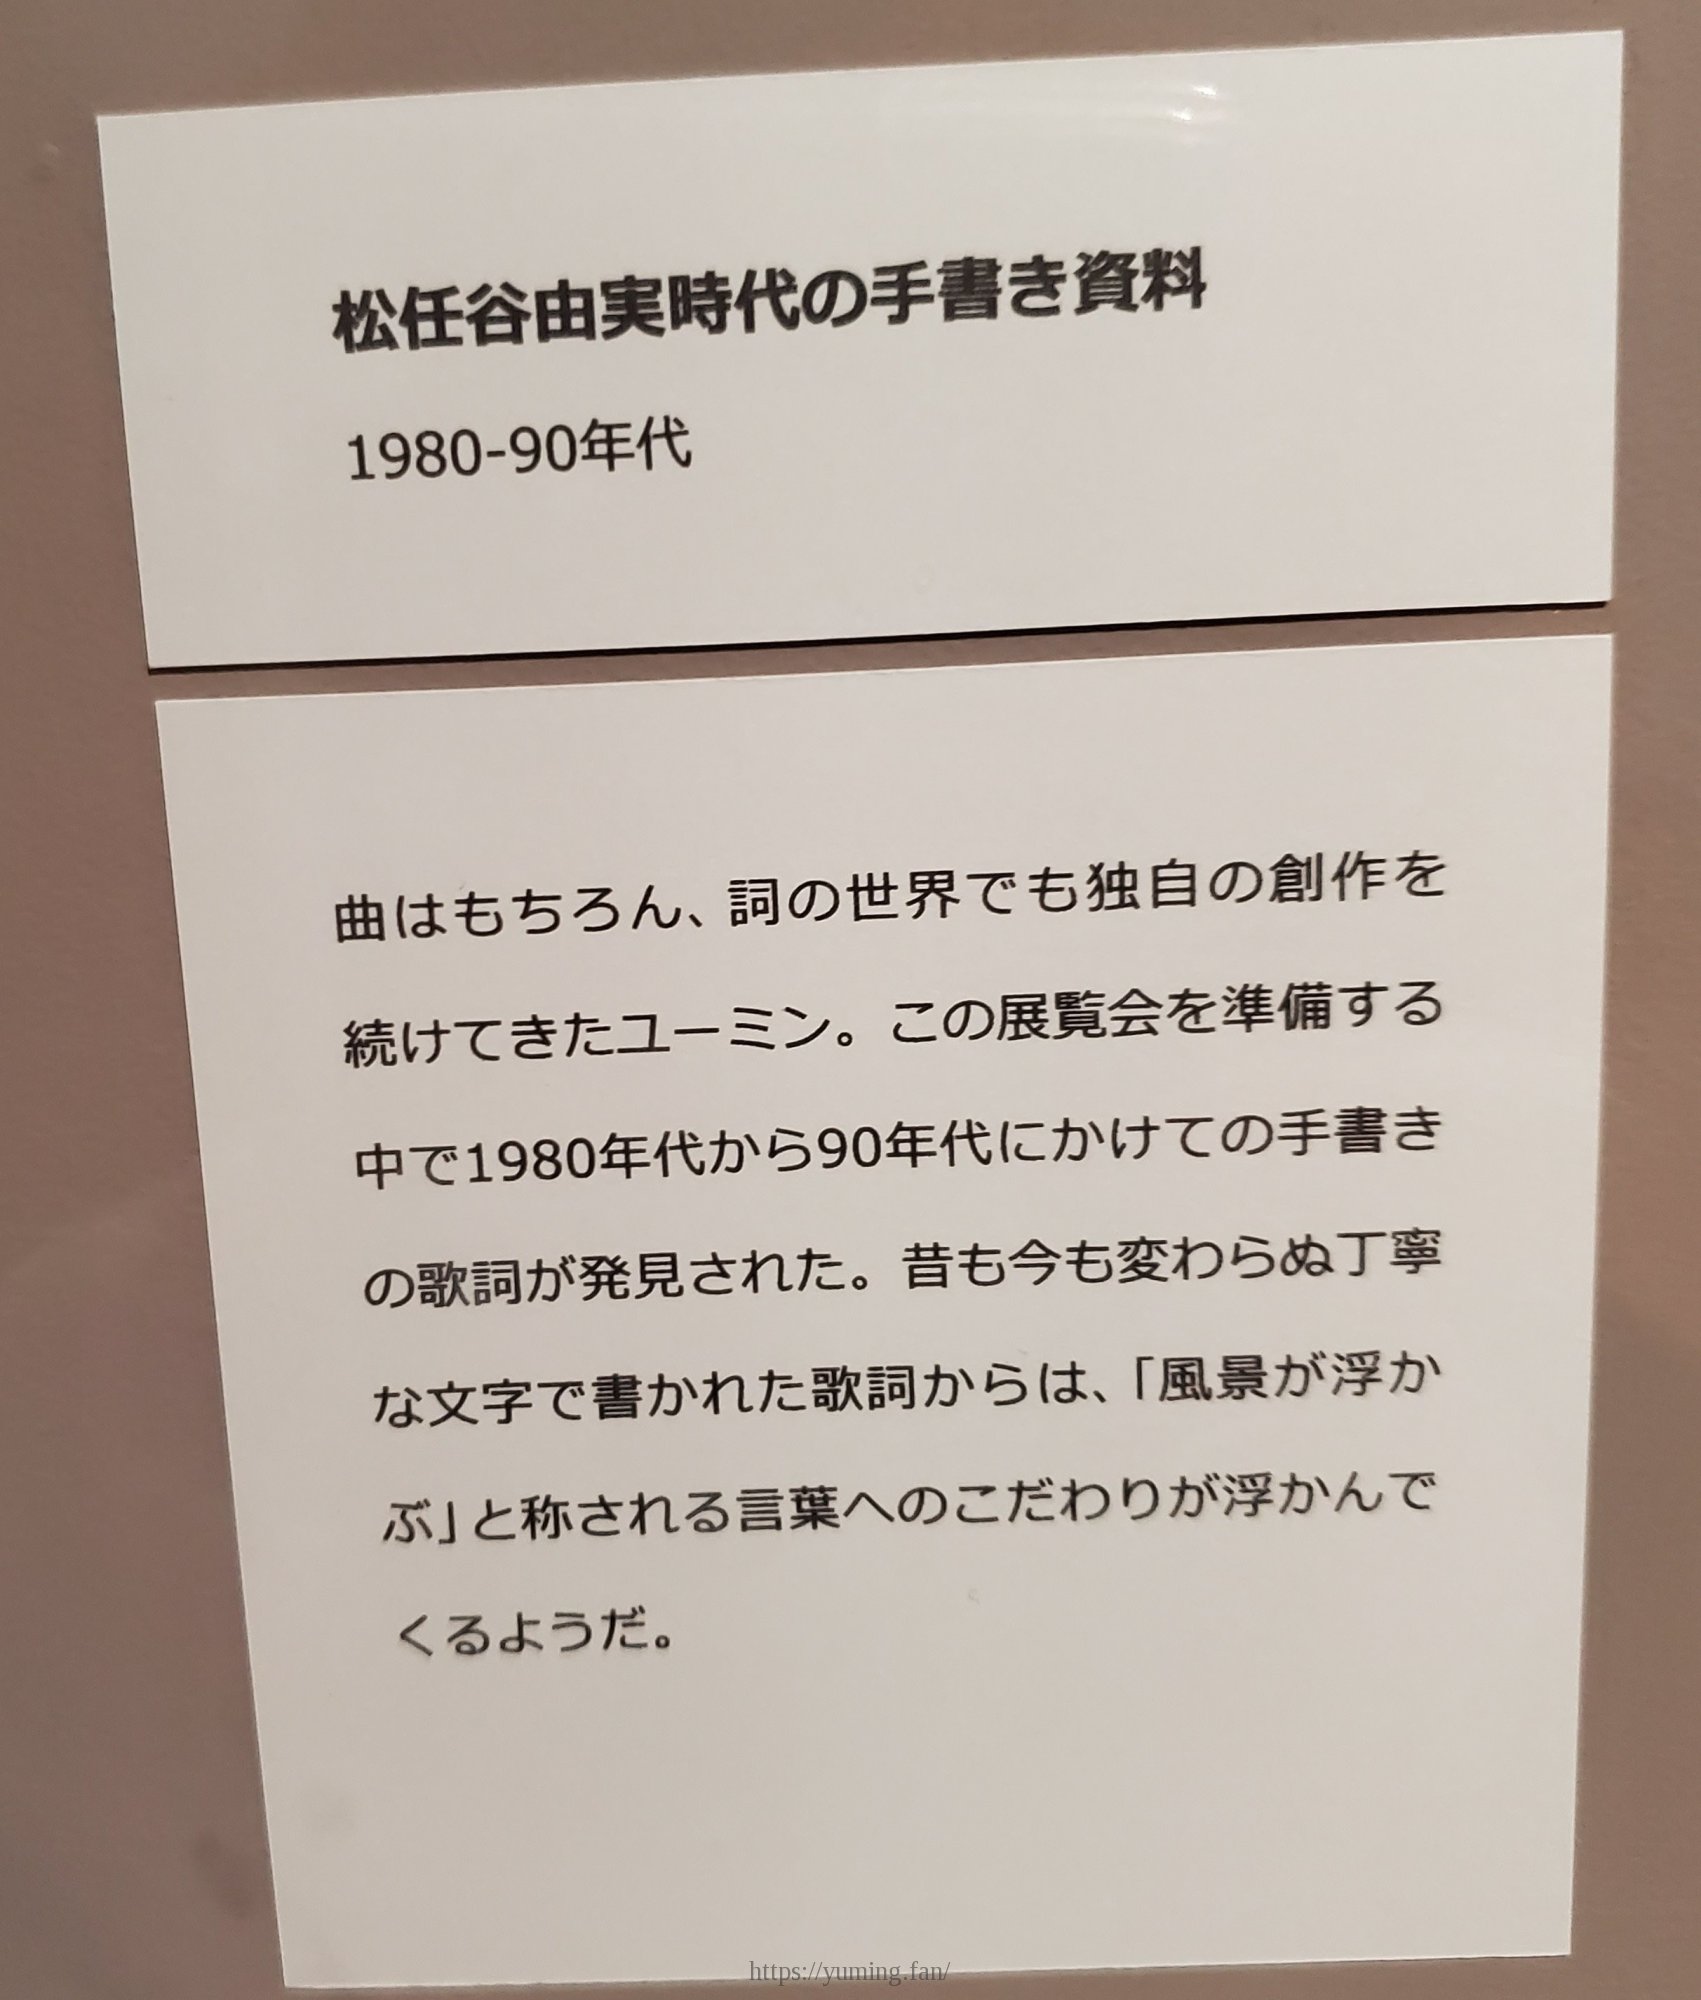 松任谷由実時代の手書き資料
1980-90年代
曲はもちろん、詞の世界でも独自の創作を
続けてきたユーミン。この展覧会を準備する
中で1980年代から90年代にかけての手書き
の歌詞が発見された。昔も今も変わらぬ丁寧
な文字で書かれた歌詞からは、「風景が浮か
ぶ」と称される言葉へのこだわりが浮かんで
くるようだ。
https://yuming.fan/